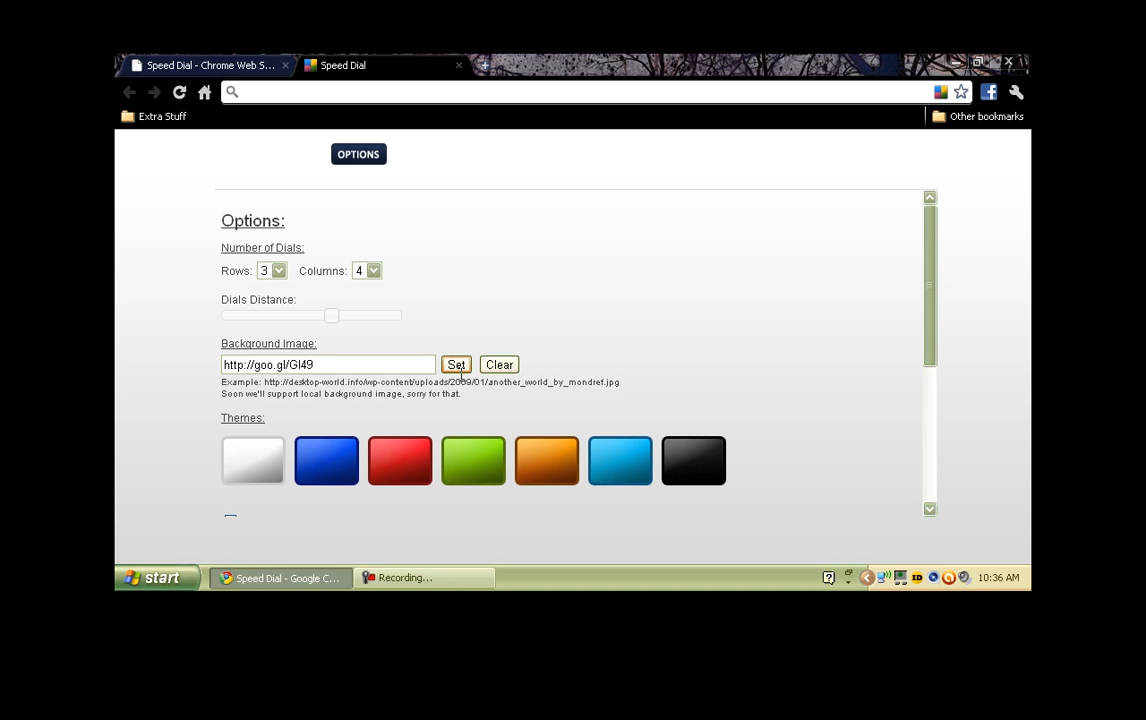 Speed Dial - Chrome Web S...
Speed Dial
Extra Stuff
Other bookmarks
OPTIONS
Options:
Number of Dials:
Rows: 3 Columns: 4
Dials Distance:
Background Image:
http://goo.gl/Gl49 Set Clear
Example: http://desktop-world.info/wp-content/uploads/2009/01/another_world_by_mondref.jpg
Soon we'll support local background image, sorry for that.
Themes:
start Speed Dial - Google C... Recording... ID 10:36 AM